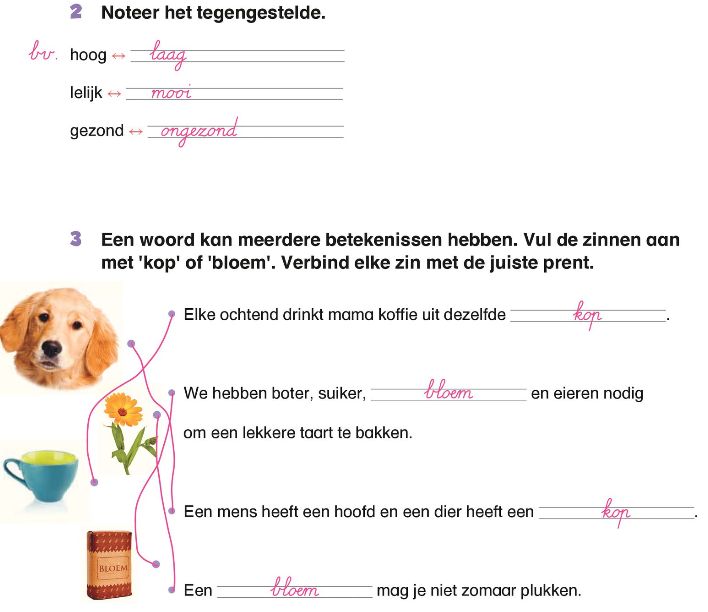 2 Noteer het tegengestelde.
bv. hoog ↔ laag
lelijk ↔ mooi
gezond ↔ ongezond
3 Een woord kan meerdere betekenissen hebben. Vul de zinnen aan
met 'kop' of 'bloem'. Verbind elke zin met de juiste prent.
Elke ochtend drinkt mama koffie uit dezelfde kop.
We hebben boter, suiker, bloem en eieren nodig
om een lekkere taart te bakken.
Een mens heeft een hoofd en een dier heeft een kop.
BLOEM
Een bloem mag je niet zomaar plukken.